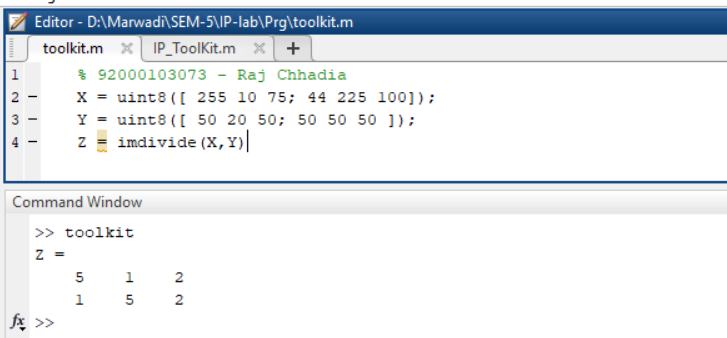 Editor - D:\Marwadi\SEM-5\IP-lab\Prg\toolkit.m
toolkit.m × IP_ToolKit.m × +
1 % 92000103073 - Raj Chhadia
2 - X = uint8([ 255 10 75; 44 225 100]);
3 - Y = uint8([ 50 20 50; 50 50 50 ]);
4 - Z = imdivide(X,Y)
Command Window
>> toolkit
Z =
5 1 2
1 5 2
fx >>